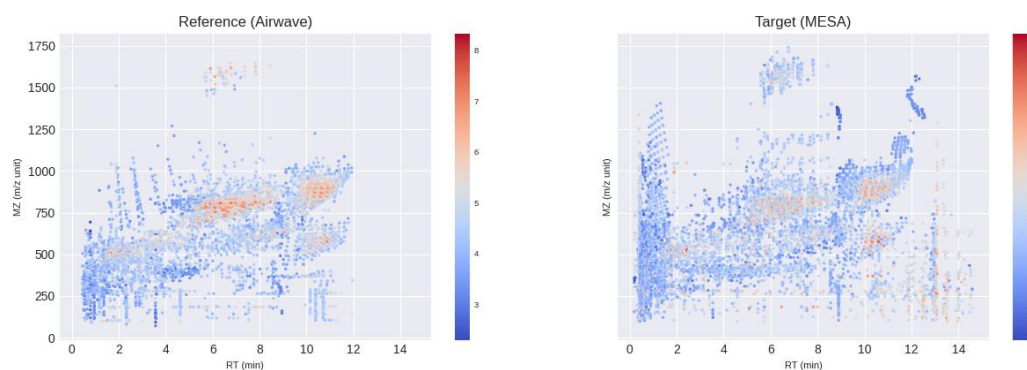 Reference (Airwave)
1750
1500
1250
1000
750
500
250
0
MZ (m/z unit)
0 2 4 6 8 10 12 14
RT (min)
8
7
6
5
4
3
Target (MESA)
MZ (m/z unit)
0 2 4 6 8 10 12 14
RT (min)